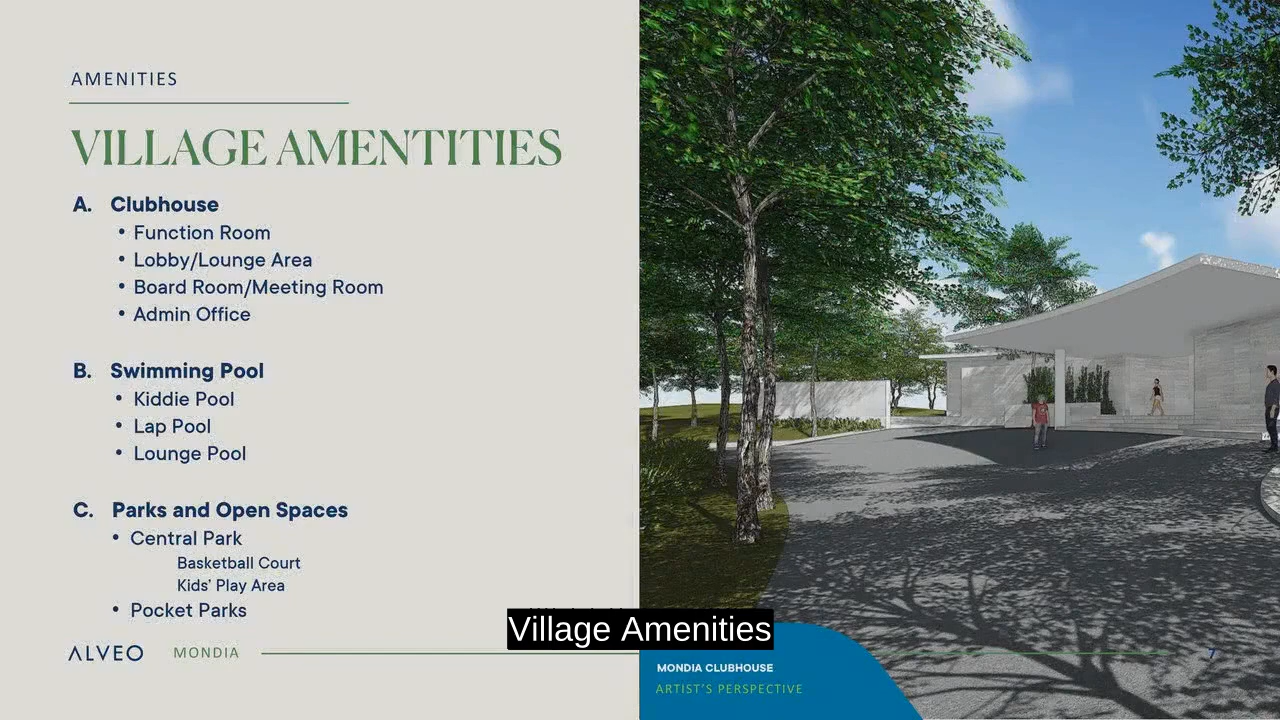 AMENITIES
VILLAGE AMENTITIES
A. Clubhouse
• Function Room
• Lobby/Lounge Area
• Board Room/Meeting Room
• Admin Office
B. Swimming Pool
• Kiddie Pool
• Lap Pool
• Lounge Pool
C. Parks and Open Spaces
• Central Park
Basketball Court
Kids' Play Area
• Pocket Parks
Village Amenities
ALVEO MONDIA
7
MONDIA CLUBHOUSE
ARTIST'S PERSPECTIVE